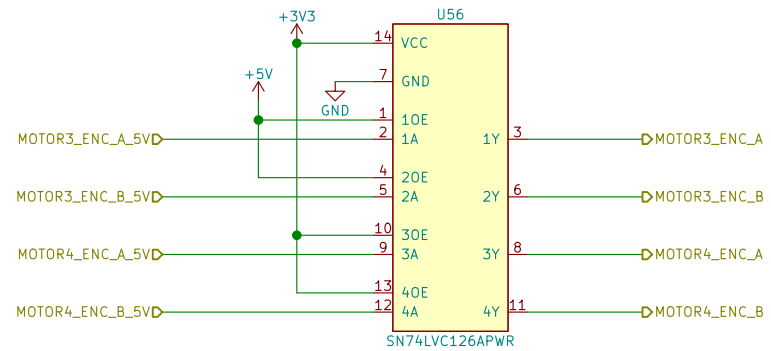 U56
+3V3
14 VCC
+5V
7 GND
GND
1 1OE
MOTOR3_ENC_A_5V 2 1A 1Y 3 MOTOR3_ENC_A
4 2OE
MOTOR3_ENC_B_5V 5 2A 2Y 6 MOTOR3_ENC_B
10 3OE
MOTOR4_ENC_A_5V 9 3A 3Y 8 MOTOR4_ENC_A
13 4OE
MOTOR4_ENC_B_5V 12 4A 4Y 11 MOTOR4_ENC_B
SN74LVC126APWR